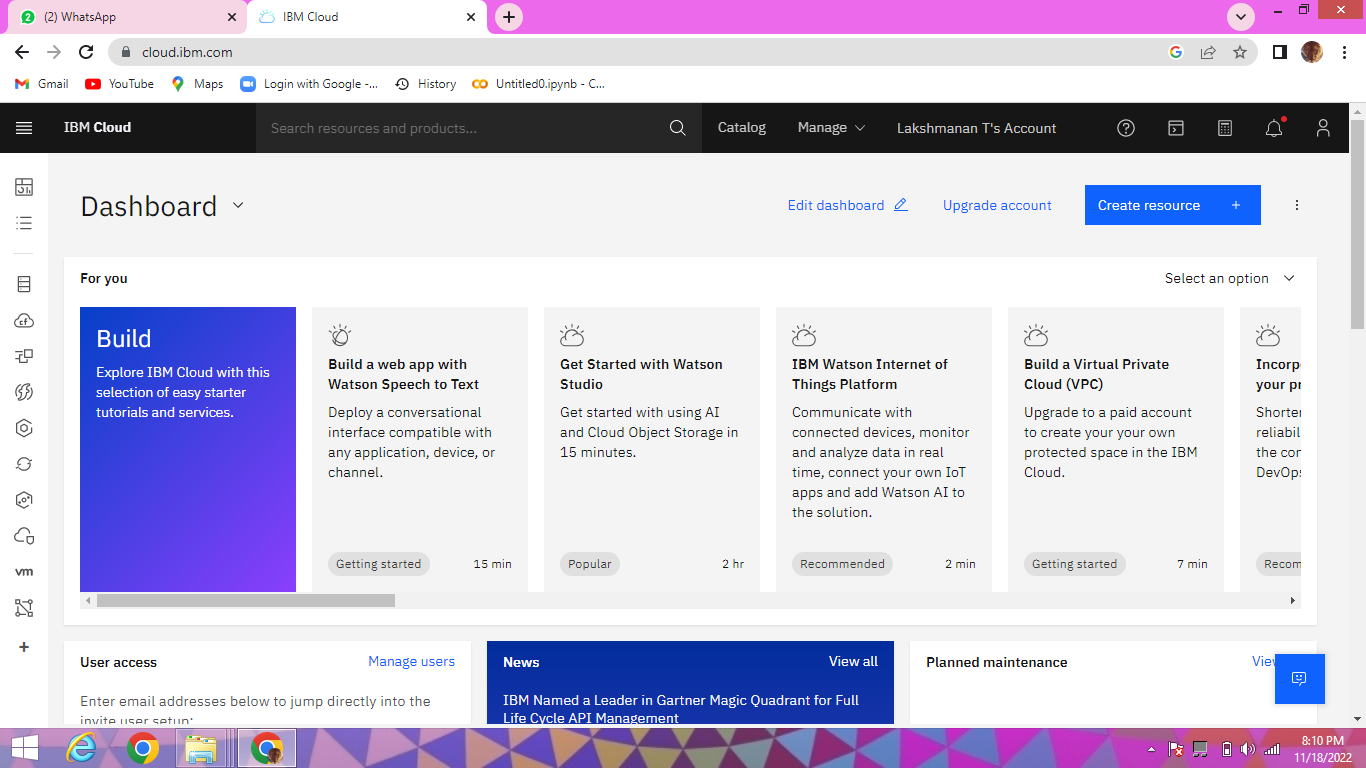 (2) WhatsApp
IBM Cloud
cloud.ibm.com
Gmail
YouTube
Maps
Login with Google -...
History
Untitled0.ipynb - C...
IBM Cloud
Search resources and products...
Catalog
Manage
Lakshmanan T's Account
Dashboard
Edit dashboard
Upgrade account
Create resource +
For you
Select an option
Build
Explore IBM Cloud with this
selection of easy starter
tutorials and services.
Build a web app with
Watson Speech to Text
Deploy a conversational
interface compatible with
any application, device, or
channel.
Getting started
15 min
Get Started with Watson
Studio
Get started with using AI
and Cloud Object Storage in
15 minutes.
Popular
2 hr
IBM Watson Internet of
Things Platform
Communicate with
connected devices, monitor
and analyze data in real
time, connect your own IoT
apps and add Watson AI to
the solution.
Recommended
2 min
Build a Virtual Private
Cloud (VPC)
Upgrade to a paid account
to create your your own
protected space in the IBM
Cloud.
Getting started
7 min
Incorp
your pr
Shorter
reliabil
the con
DevOps
Recom
vm
User access
Manage users
Enter email addresses below to jump directly into the
invite user setup:
News
View all
IBM Named a Leader in Gartner Magic Quadrant for Full
Life Cycle API Management
Planned maintenance
View
8:10 PM
11/18/2022